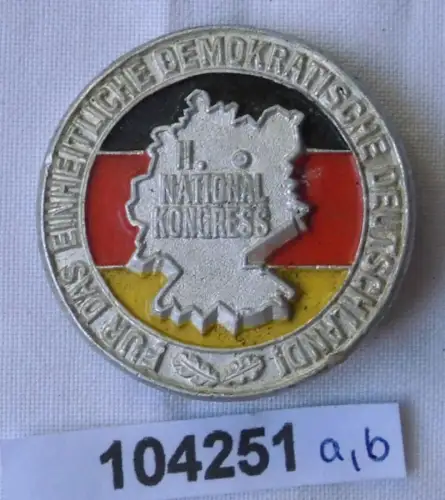 FÜR DAS EINHEITLICHE DEMOKRATISCHE DEUTSCHLAND!
II.
NATIONAL
KONGRESS
104251 a,b